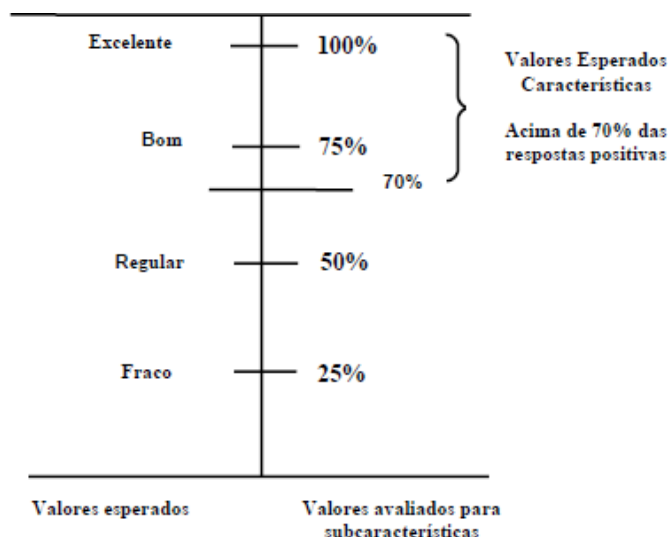 Excelente
100%
Valores Esperados
Características
Acima de 70% das
respostas positivas
Bom
75%
70%
Regular
50%
Fraco
25%
Valores esperados
Valores avaliados para
subcaracterísticas